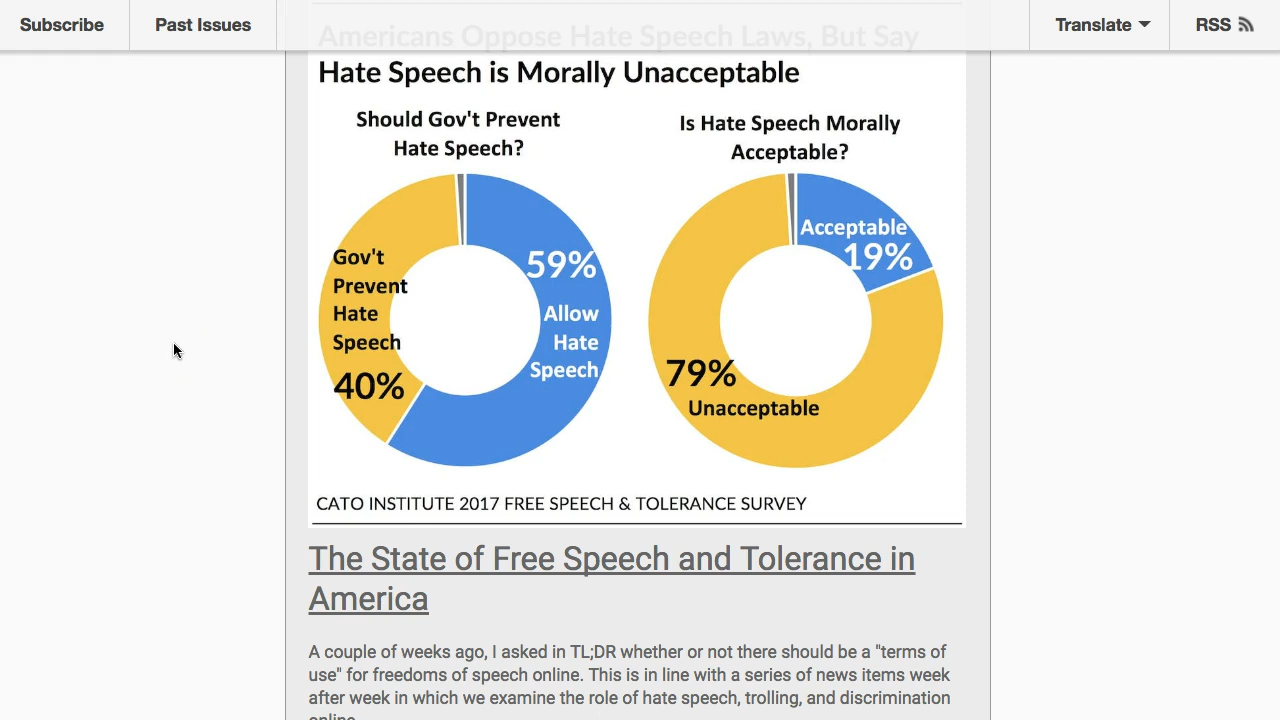 Subscribe
Past Issues
Translate
RSS
Americans Oppose Hate Speech Laws, But Say
Hate Speech is Morally Unacceptable
Should Gov't Prevent
Hate Speech?
Gov't
Prevent
Hate
Speech
40%
59%
Allow
Hate
Speech
Is Hate Speech Morally
Acceptable?
Acceptable
19%
79%
Unacceptable
CATO INSTITUTE 2017 FREE SPEECH & TOLERANCE SURVEY
The State of Free Speech and Tolerance in
America
A couple of weeks ago, I asked in TL;DR whether or not there should be a "terms of
use" for freedoms of speech online. This is in line with a series of news items week
after week in which we examine the role of hate speech, trolling, and discrimination
online.